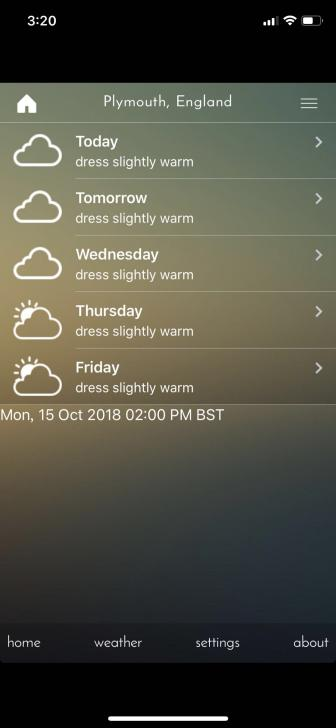 3:20
Plymouth, England
Today
dress slightly warm
Tomorrow
dress slightly warm
Wednesday
dress slightly warm
Thursday
dress slightly warm
Friday
dress slightly warm
Mon, 15 Oct 2018 02:00 PM BST
home weather settings about